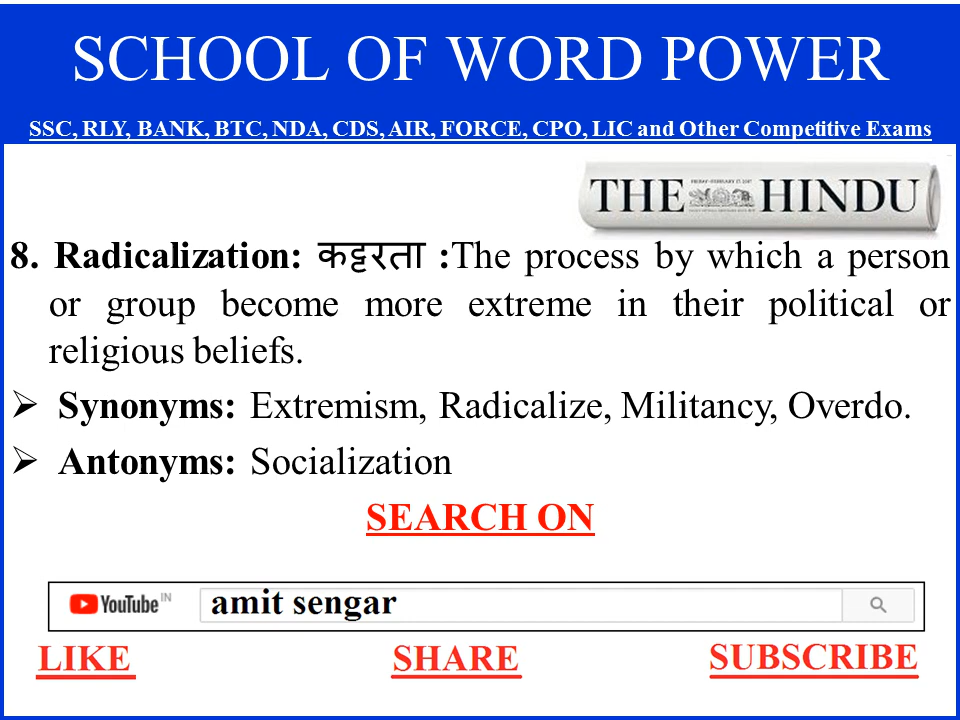 SCHOOL OF WORD POWER
SSC, RLY, BANK, BTC, NDA, CDS, AIR, FORCE, CPO, LIC and Other Competitive Exams
THE HINDU
8. Radicalization: कट्टरता :The process by which a person
or group become more extreme in their political or
religious beliefs.
➢ Synonyms: Extremism, Radicalize, Militancy, Overdo.
➢ Antonyms: Socialization
SEARCH ON
YouTube IN amit sengar
LIKE SHARE SUBSCRIBE